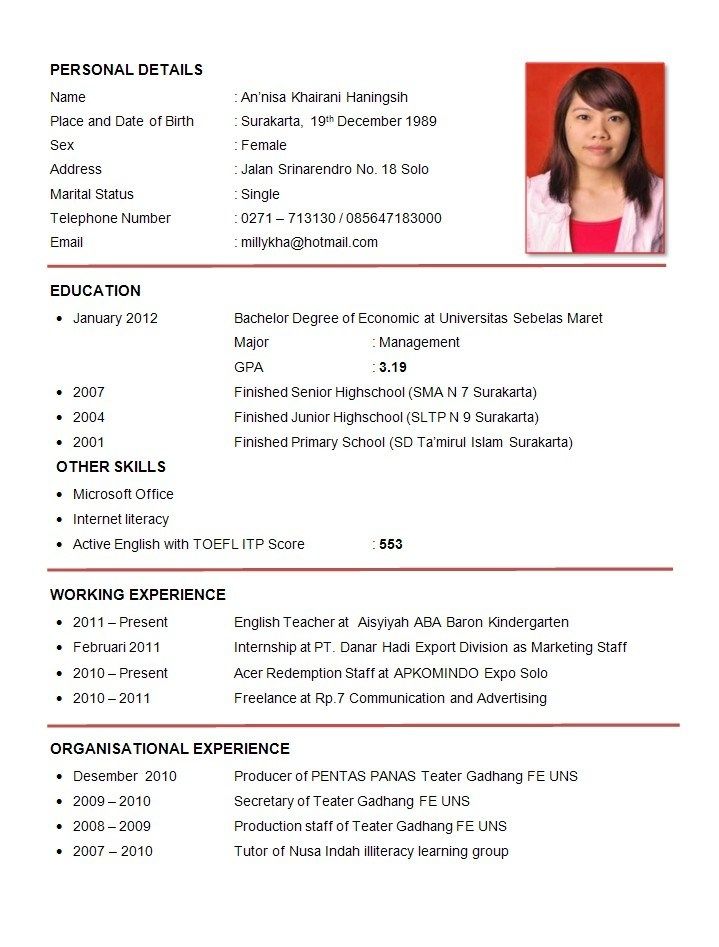 PERSONAL DETAILS
Name : An’nisa Khairani Haningsih
Place and Date of Birth : Surakarta, 19th December 1989
Sex : Female
Address : Jalan Srinarendro No. 18 Solo
Marital Status : Single
Telephone Number : 0271 – 713130 / 085647183000
Email : millykha@hotmail.com
EDUCATION
• January 2012 Bachelor Degree of Economic at Universitas Sebelas Maret
Major : Management
GPA : 3.19
• 2007 Finished Senior Highschool (SMA N 7 Surakarta)
• 2004 Finished Junior Highschool (SLTP N 9 Surakarta)
• 2001 Finished Primary School (SD Ta’mirul Islam Surakarta)
OTHER SKILLS
• Microsoft Office
• Internet literacy
• Active English with TOEFL ITP Score : 553
WORKING EXPERIENCE
• 2011 – Present English Teacher at Aisyiyah ABA Baron Kindergarten
• Februari 2011 Internship at PT. Danar Hadi Export Division as Marketing Staff
• 2010 – Present Acer Redemption Staff at APKOMINDO Expo Solo
• 2010 – 2011 Freelance at Rp.7 Communication and Advertising
ORGANISATIONAL EXPERIENCE
• Desember 2010 Producer of PENTAS PANAS Teater Gadhang FE UNS
• 2009 – 2010 Secretary of Teater Gadhang FE UNS
• 2008 – 2009 Production staff of Teater Gadhang FE UNS
• 2007 – 2010 Tutor of Nusa Indah illiteracy learning group